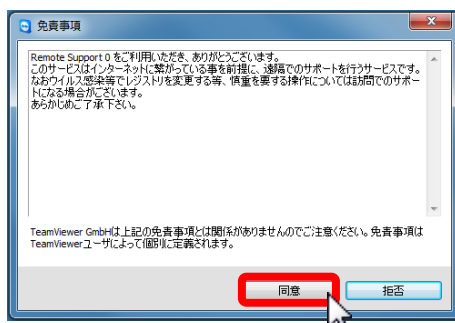 免責事項
Remote Support 0 をご利用いただき、ありがとうございます。
このサービスはインターネットに繋がっている事を前提に、遠隔でのサポートを行うサービスです。
なおウイルス感染等でレジストリを変更する等、慎重を要する操作については訪問でのサポー
トになる場合がございます。
あらかじめご了承下さい。
TeamViewer GmbHは上記の免責事項とは関係がありませんのでご注意ください。免責事項は
TeamViewerユーザによって個別に定義されます。
同意
拒否